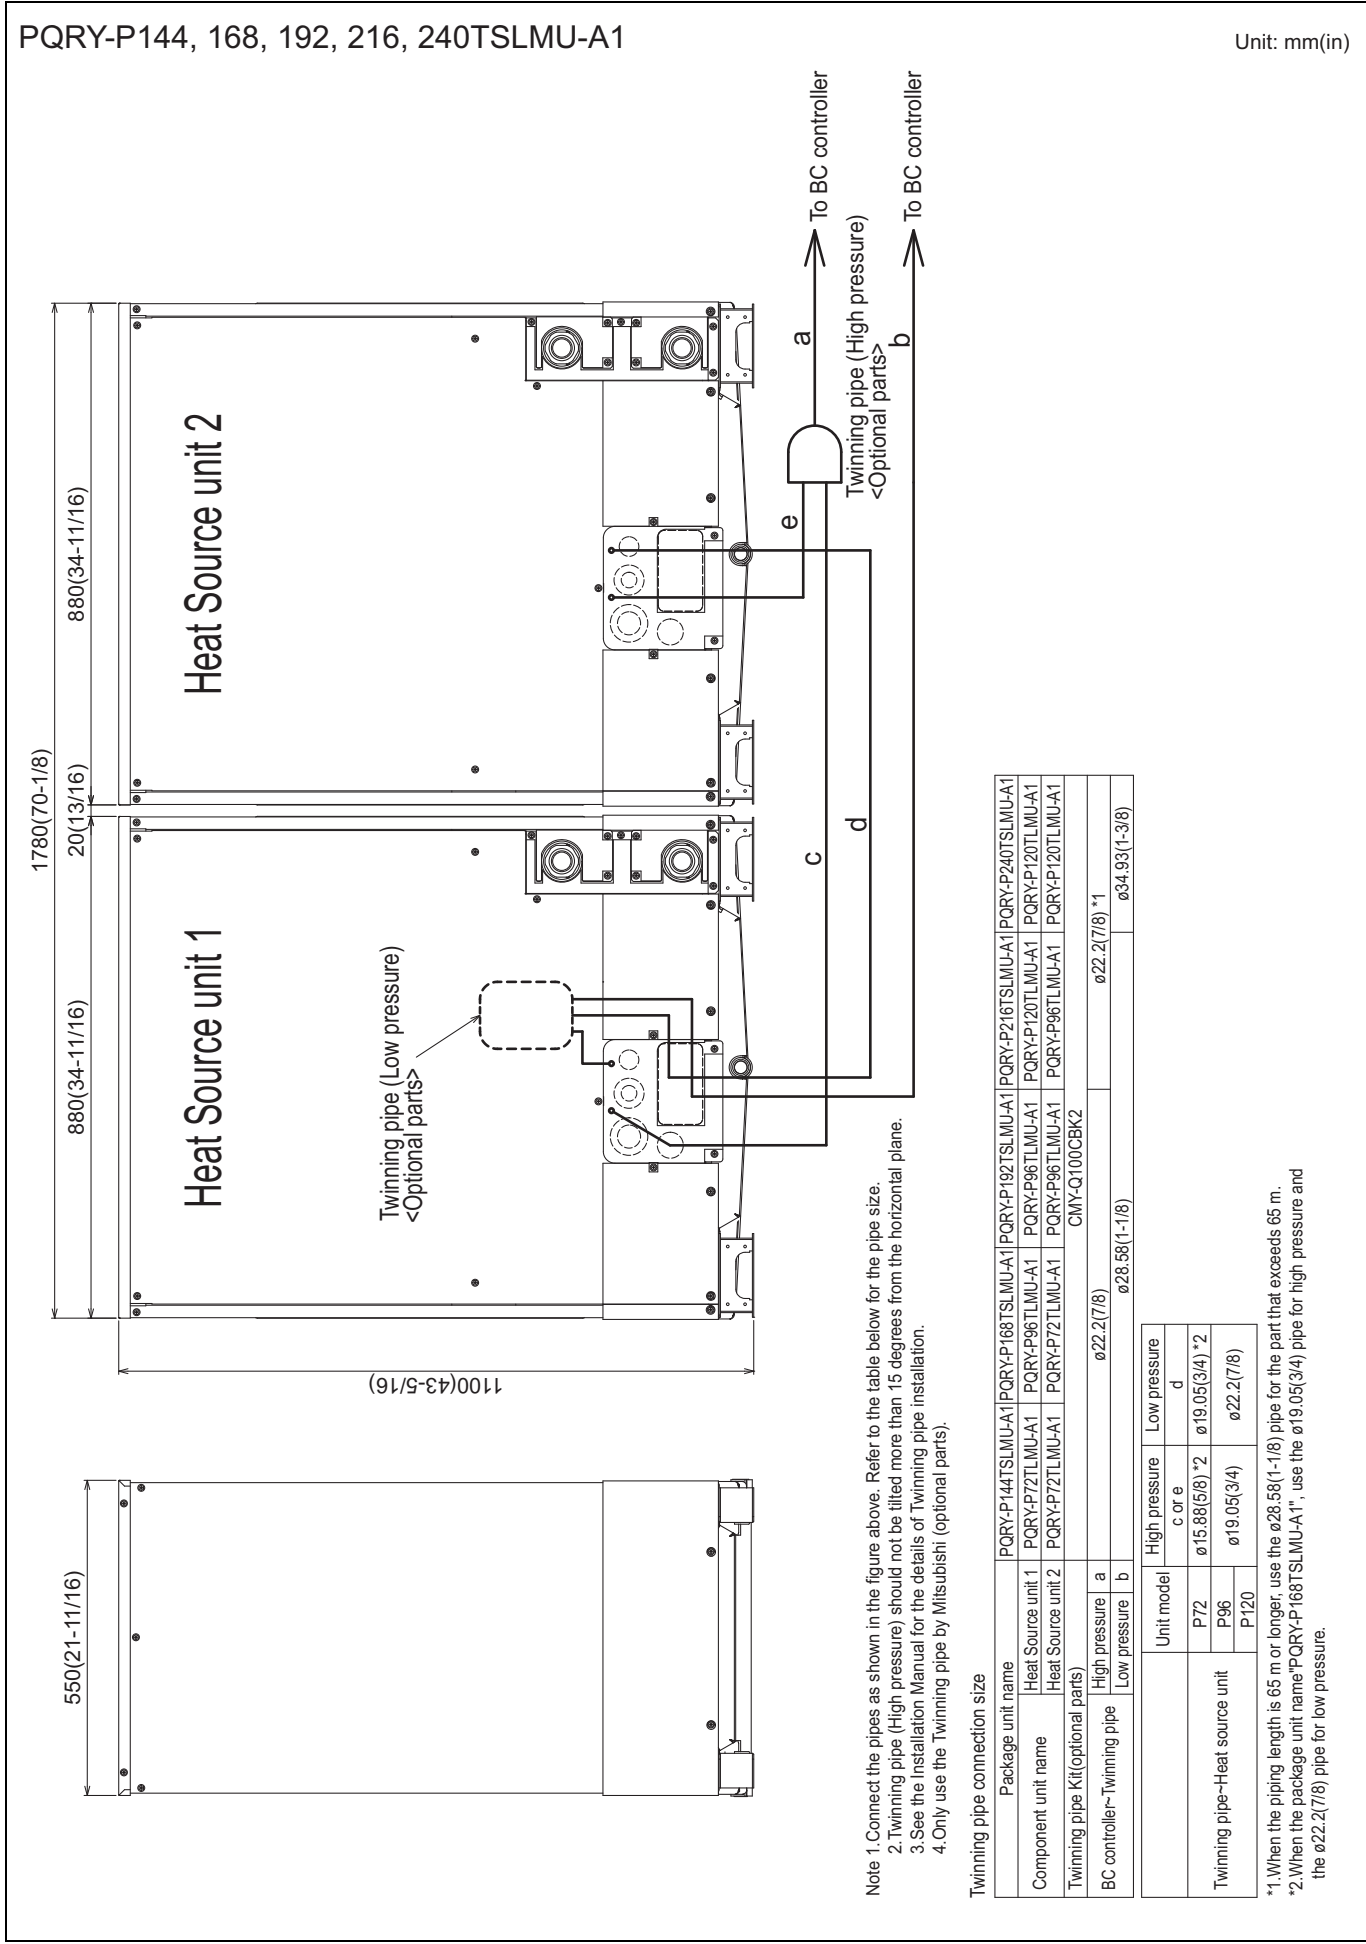 PQRY-P144, 168, 192, 216, 240TSLMU-A1
Unit: mm(in)
550(21-11/16)
1100(43-5/16)
1780(70-1/8)
880(34-11/16)
20(13/16)
880(34-11/16)
Heat Source unit 1
Heat Source unit 2
Twinning pipe (Low pressure)
<Optional parts>
c
d
e
a
b
Twinning pipe (High pressure)
<Optional parts>
To BC controller
To BC controller
Note 1.Connect the pipes as shown in the figure above. Refer to the table below for the pipe size.
2.Twinning pipe (High pressure) should not be tilted more than 15 degrees from the horizontal plane.
3.See the Installation Manual for the details of Twinning pipe installation.
4.Only use the Twinning pipe by Mitsubishi (optional parts).
Twinning pipe connection size
Package unit name PQRY-P144TSLMU-A1 PQRY-P168TSLMU-A1 PQRY-P192TSLMU-A1 PQRY-P216TSLMU-A1 PQRY-P240TSLMU-A1
Component unit name
Heat Source unit 1 PQRY-P72TLMU-A1 PQRY-P96TLMU-A1 PQRY-P96TLMU-A1 PQRY-P120TLMU-A1 PQRY-P120TLMU-A1
Heat Source unit 2 PQRY-P72TLMU-A1 PQRY-P72TLMU-A1 PQRY-P96TLMU-A1 PQRY-P96TLMU-A1 PQRY-P120TLMU-A1
Twinning pipe Kit(optional parts) CMY-Q100CBK2
BC controller~Twinning pipe
High pressure a ø22.2(7/8) ø22.2(7/8) *1
Low pressure b ø28.58(1-1/8) ø34.93(1-3/8)
Unit model High pressure Low pressure
c or e d
Twinning pipe~Heat source unit
P72 ø15.88(5/8) *2 ø19.05(3/4) *2
P96 ø19.05(3/4) ø22.2(7/8)
P120
*1.When the piping length is 65 m or longer, use the ø28.58(1-1/8) pipe for the part that exceeds 65 m.
*2.When the package unit name"PQRY-P168TSLMU-A1", use the ø19.05(3/4) pipe for high pressure and
the ø22.2(7/8) pipe for low pressure.